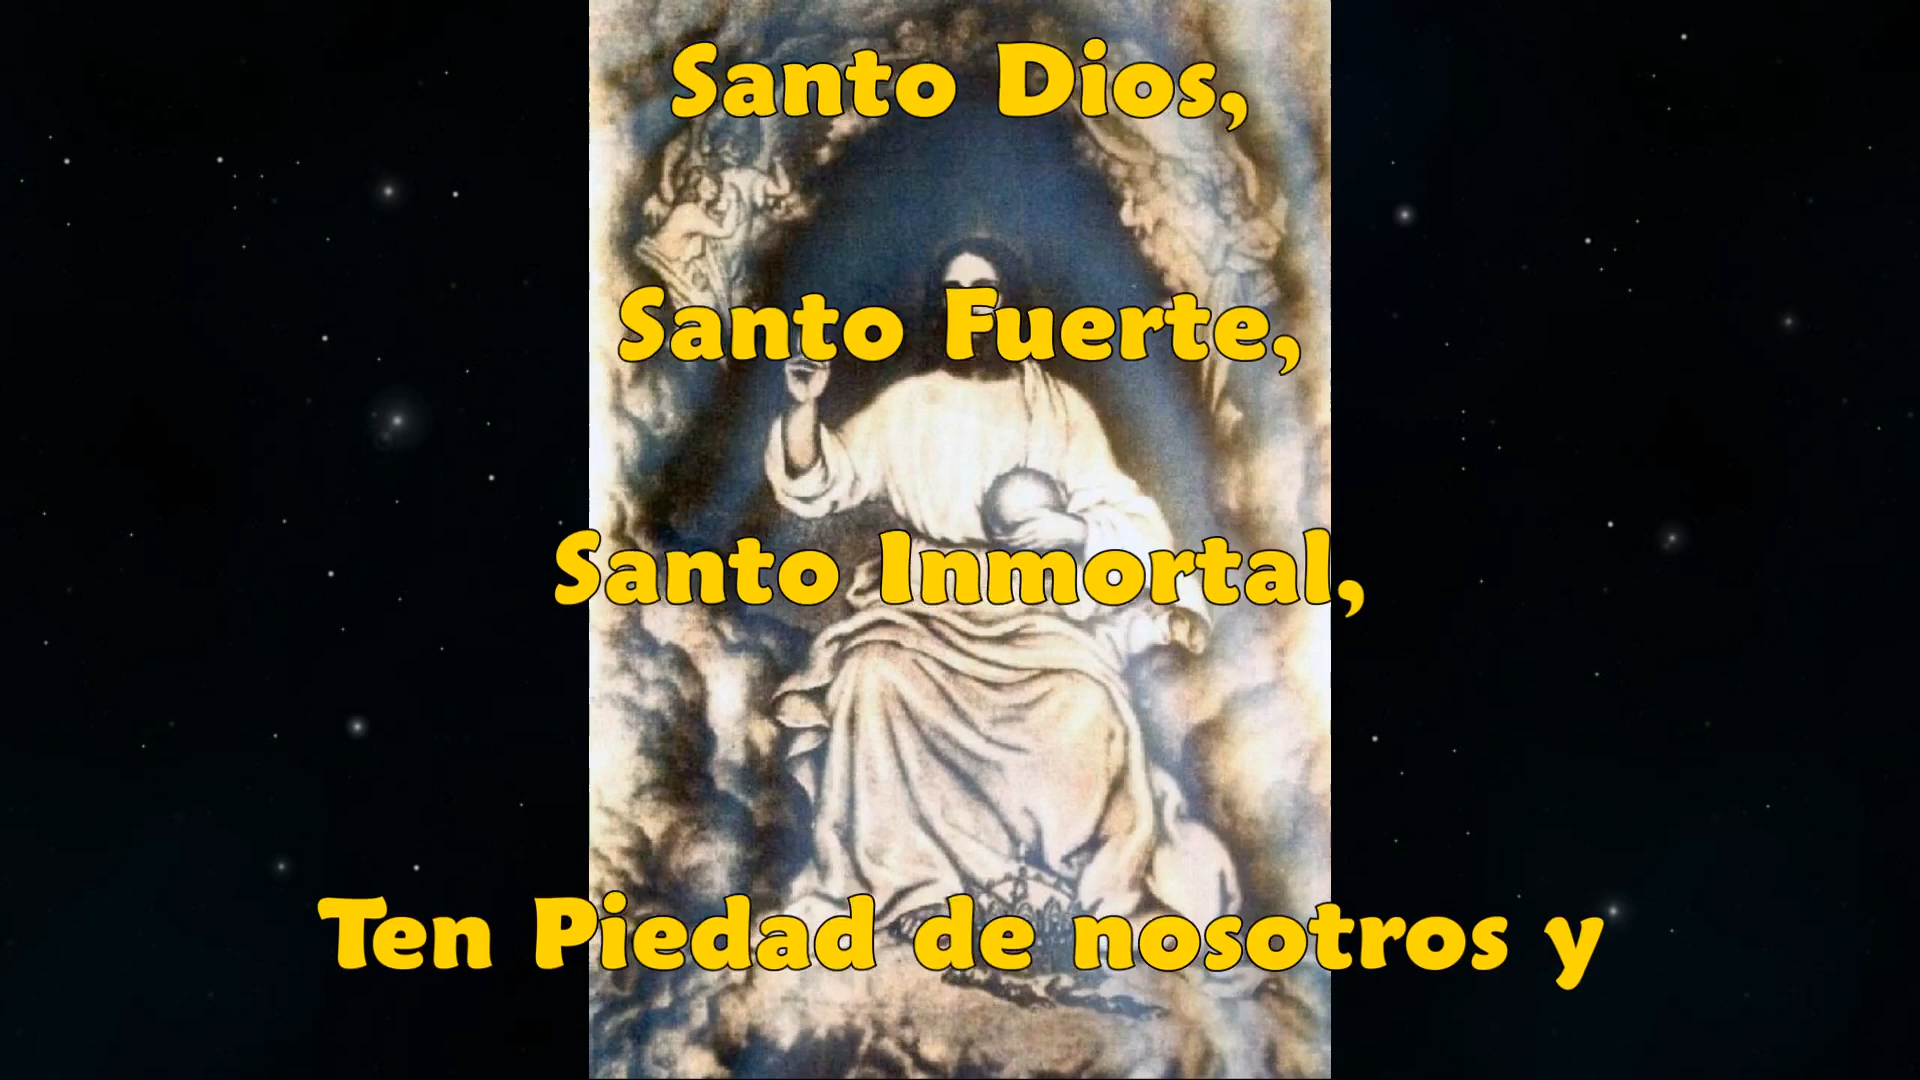 Santo Dios,
Santo Fuerte,
Santo Inmortal,
Ten Piedad de nosotros y